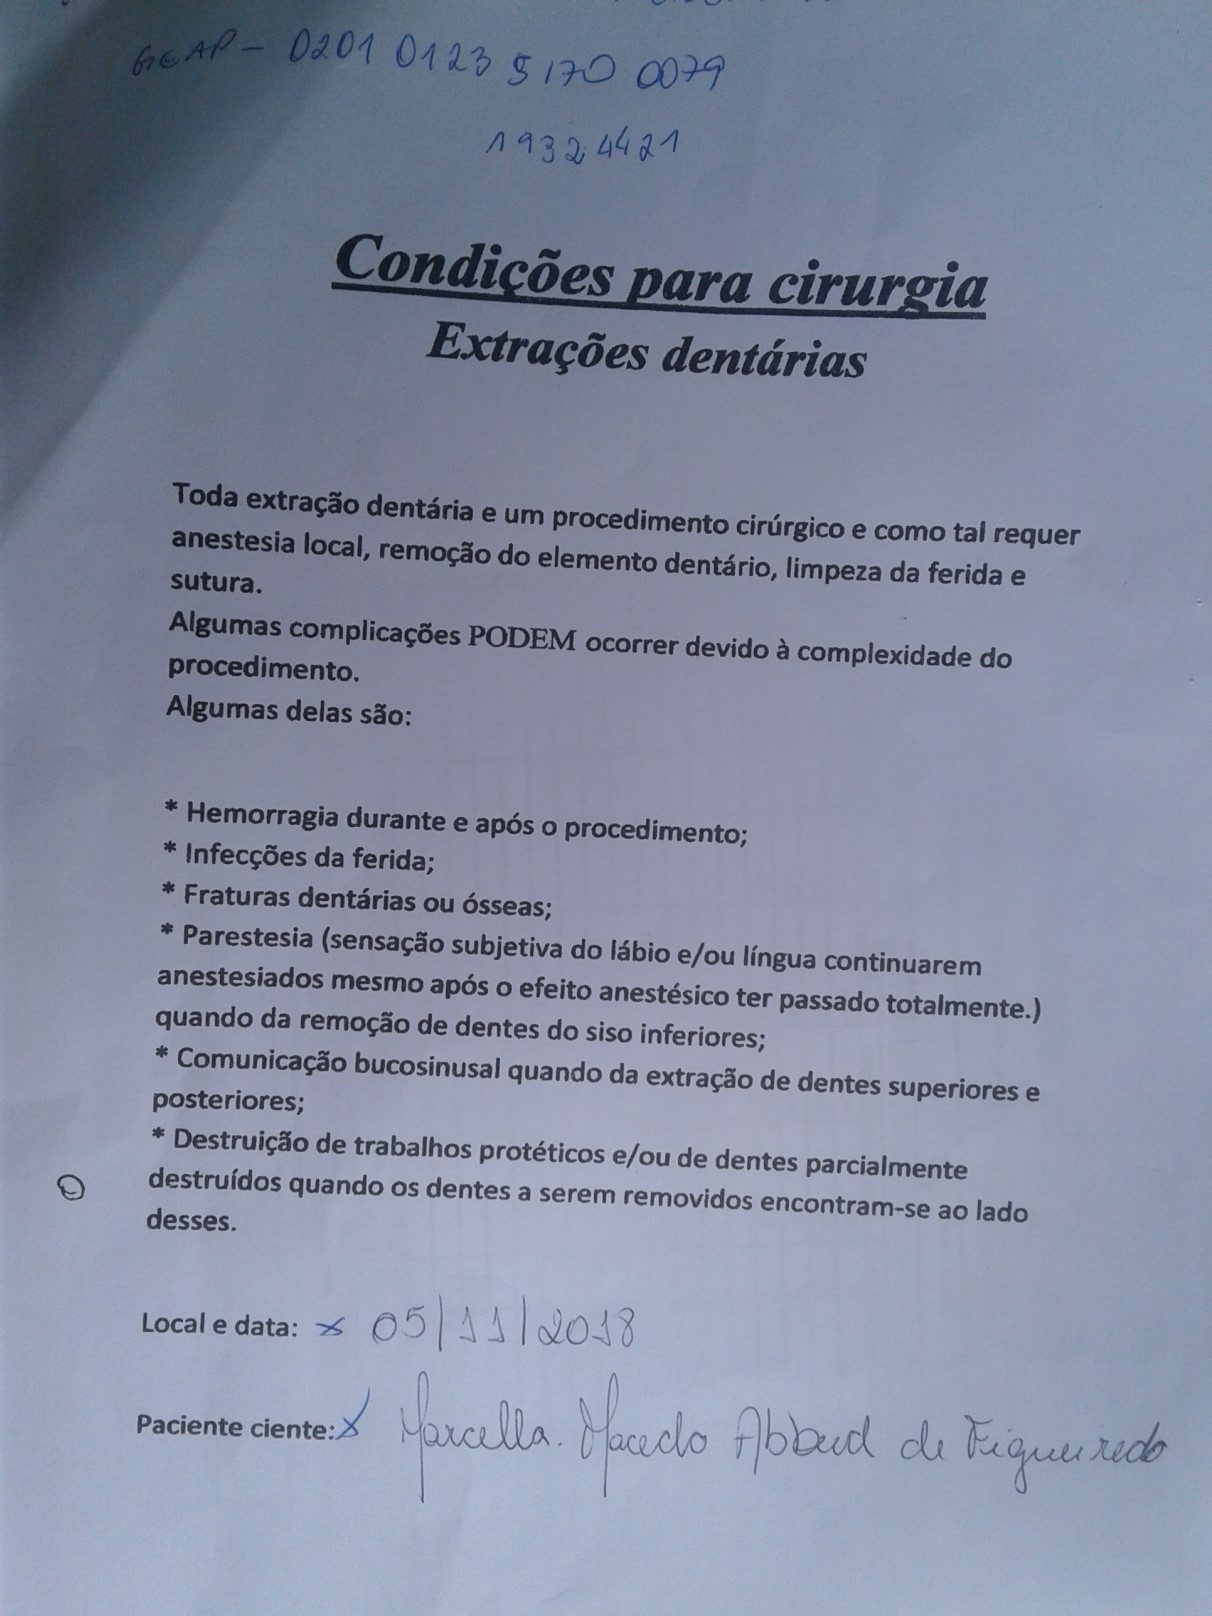 GEAP - 0201 0123 5170 0079
19324421
Condições para cirurgia
Extrações dentárias
Toda extração dentária e um procedimento cirúrgico e como tal requer
anestesia local, remoção do elemento dentário, limpeza da ferida e
sutura.
Algumas complicações PODEM ocorrer devido à complexidade do
procedimento.
Algumas delas são:
* Hemorragia durante e após o procedimento;
* Infecções da ferida;
* Fraturas dentárias ou ósseas;
* Parestesia (sensação subjetiva do lábio e/ou língua continuarem
anestesiados mesmo após o efeito anestésico ter passado totalmente.)
quando da remoção de dentes do siso inferiores;
* Comunicação bucosinusal quando da extração de dentes superiores e
posteriores;
* Destruição de trabalhos protéticos e/ou de dentes parcialmente
destruídos quando os dentes a serem removidos encontram-se ao lado
desses.
Local e data: x 05/11/2018
Paciente ciente: x Marcella. Macedo Abbud de Figueiredo